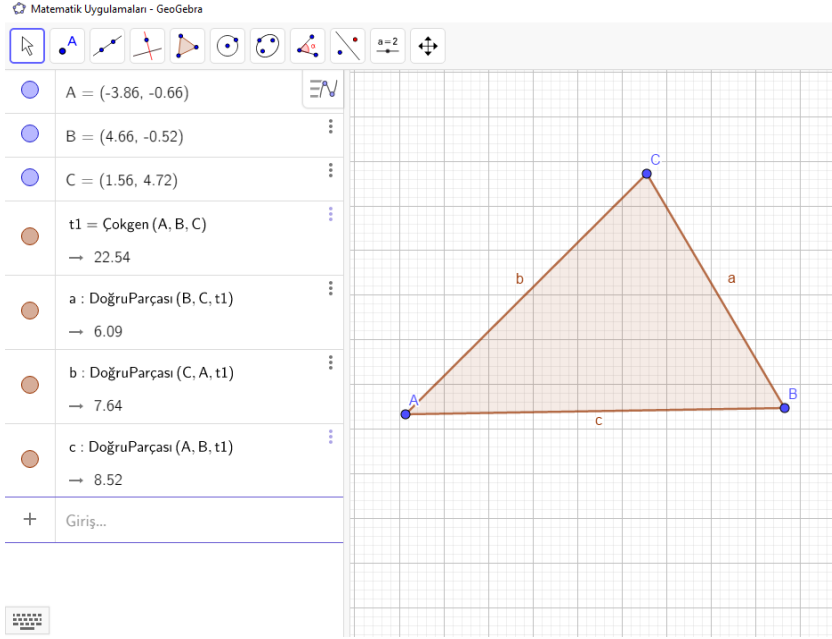 Matematik Uygulamaları - GeoGebra
A
α
a = 2
A = (-3.86, -0.66)
B = (4.66, -0.52)
C = (1.56, 4.72)
t1 = Çokgen (A, B, C)
→ 22.54
a : DoğruParçası (B, C, t1)
→ 6.09
b : DoğruParçası (C, A, t1)
→ 7.64
c : DoğruParçası (A, B, t1)
→ 8.52
+ Giriş...
C
b
a
A
B
c